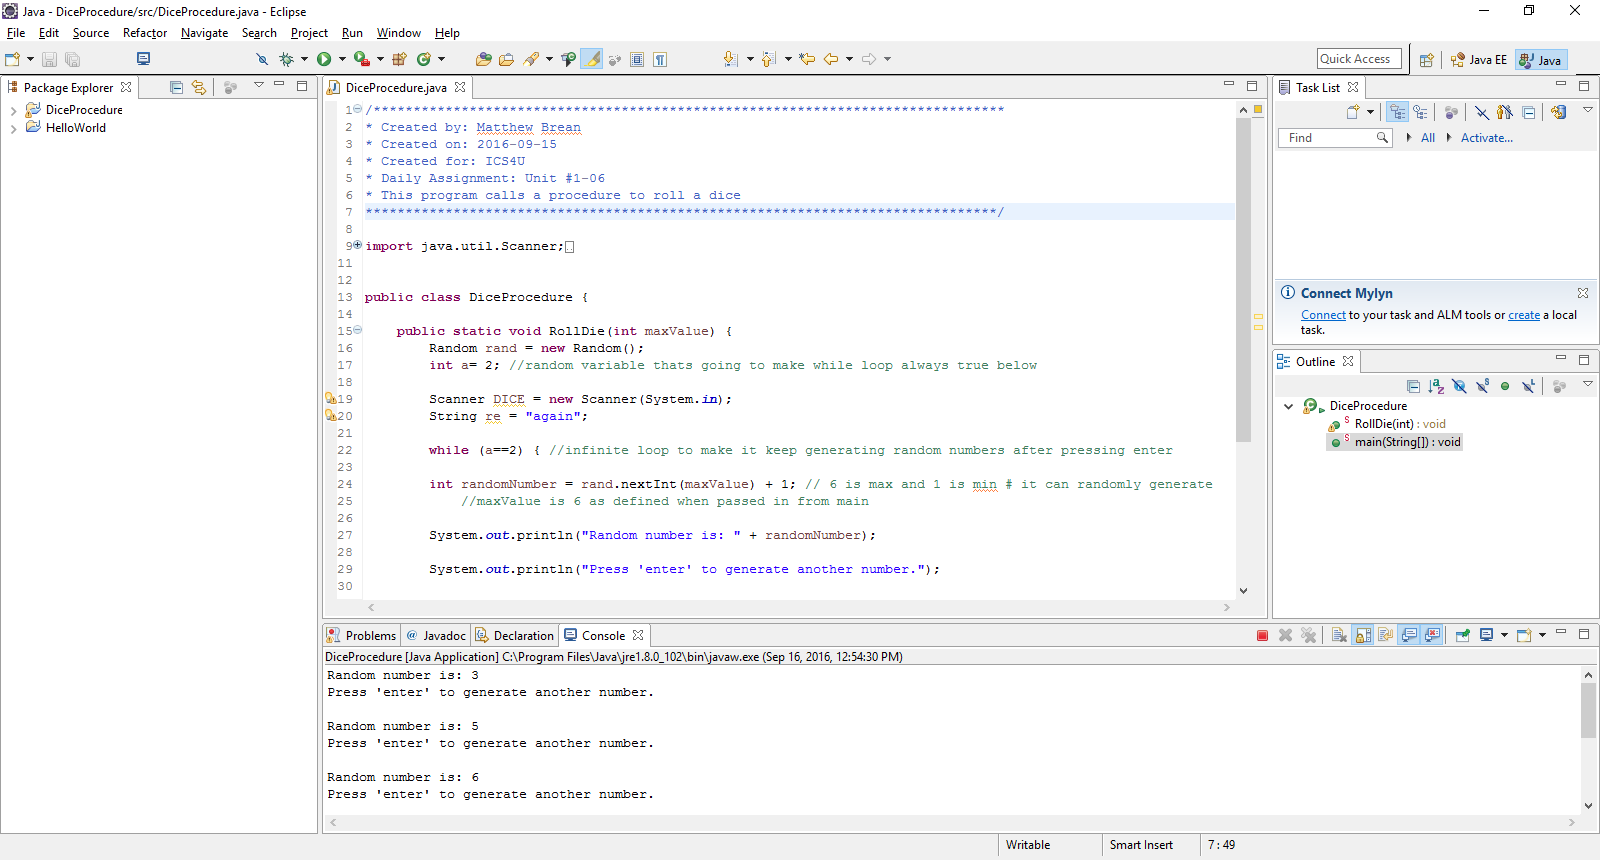 Java - DiceProcedure/src/DiceProcedure.java - Eclipse
File Edit Source Refactor Navigate Search Project Run Window Help
Quick Access Java EE Java
Package Explorer
DiceProcedure
HelloWorld
DiceProcedure.java
1 /*******************************************************************************
2 * Created by: Matthew Brean
3 * Created on: 2016-09-15
4 * Created for: ICS4U
5 * Daily Assignment: Unit #1-06
6 * This program calls a procedure to roll a dice
7 *******************************************************************************/
8
9 import java.util.Scanner;
11
12
13 public class DiceProcedure {
14
15 public static void RollDie(int maxValue) {
16 Random rand = new Random();
17 int a= 2; //random variable thats going to make while loop always true below
18
19 Scanner DICE = new Scanner(System.in);
20 String re = "again";
21
22 while (a==2) { //infinite loop to make it keep generating random numbers after pressing enter
23
24 int randomNumber = rand.nextInt(maxValue) + 1; // 6 is max and 1 is min # it can randomly generate
25 //maxValue is 6 as defined when passed in from main
26
27 System.out.println("Random number is: " + randomNumber);
28
29 System.out.println("Press 'enter' to generate another number.");
30
Task List
Find All Activate...
Connect Mylyn
Connect to your task and ALM tools or create a local
task.
Outline
DiceProcedure
RollDie(int) : void
main(String[]) : void
Problems @ Javadoc Declaration Console
DiceProcedure [Java Application] C:\Program Files\Java\jre1.8.0_102\bin\javaw.exe (Sep 16, 2016, 12:54:30 PM)
Random number is: 3
Press 'enter' to generate another number.
Random number is: 5
Press 'enter' to generate another number.
Random number is: 6
Press 'enter' to generate another number.
Writable Smart Insert 7 : 49